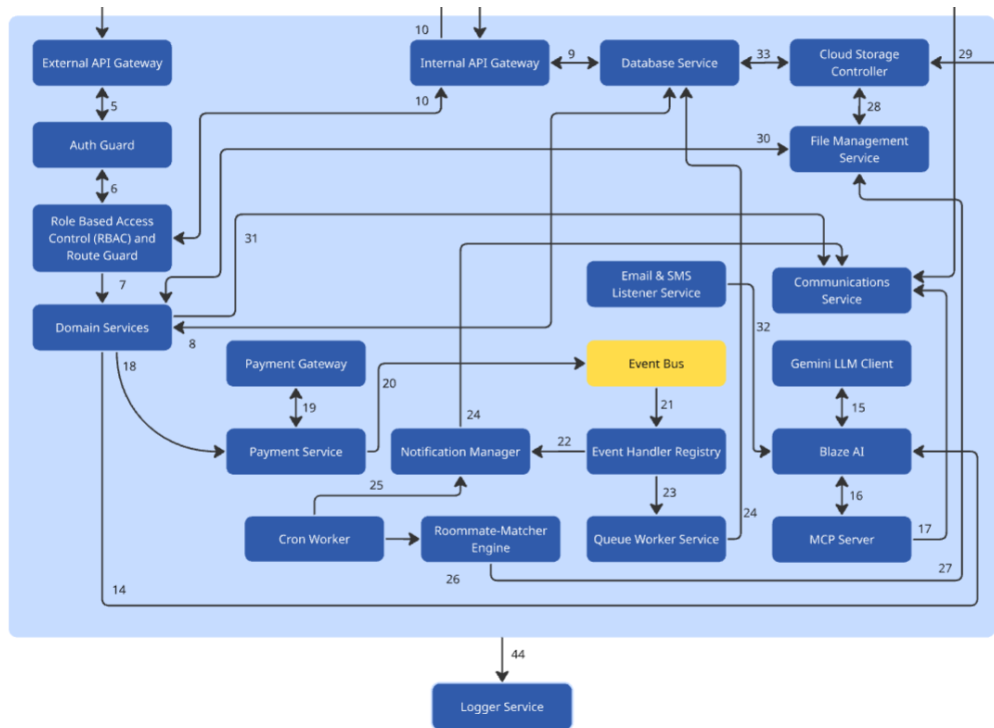 10
External API Gateway
Internal API Gateway
9
Database Service
33
Cloud Storage
Controller
29
5
10
28
Auth Guard
30
File Management
Service
6
Role Based Access
Control (RBAC) and
Route Guard
31
7
Email & SMS
Listener Service
Communications
Service
Domain Services
8
32
18
Payment Gateway
20
Event Bus
Gemini LLM Client
19
24
21
15
Payment Service
Notification Manager
22
Event Handler Registry
Blaze AI
25
23
16
Cron Worker
Roommate-Matcher
Engine
Queue Worker Service
24
MCP Server
17
14
26
27
44
Logger Service